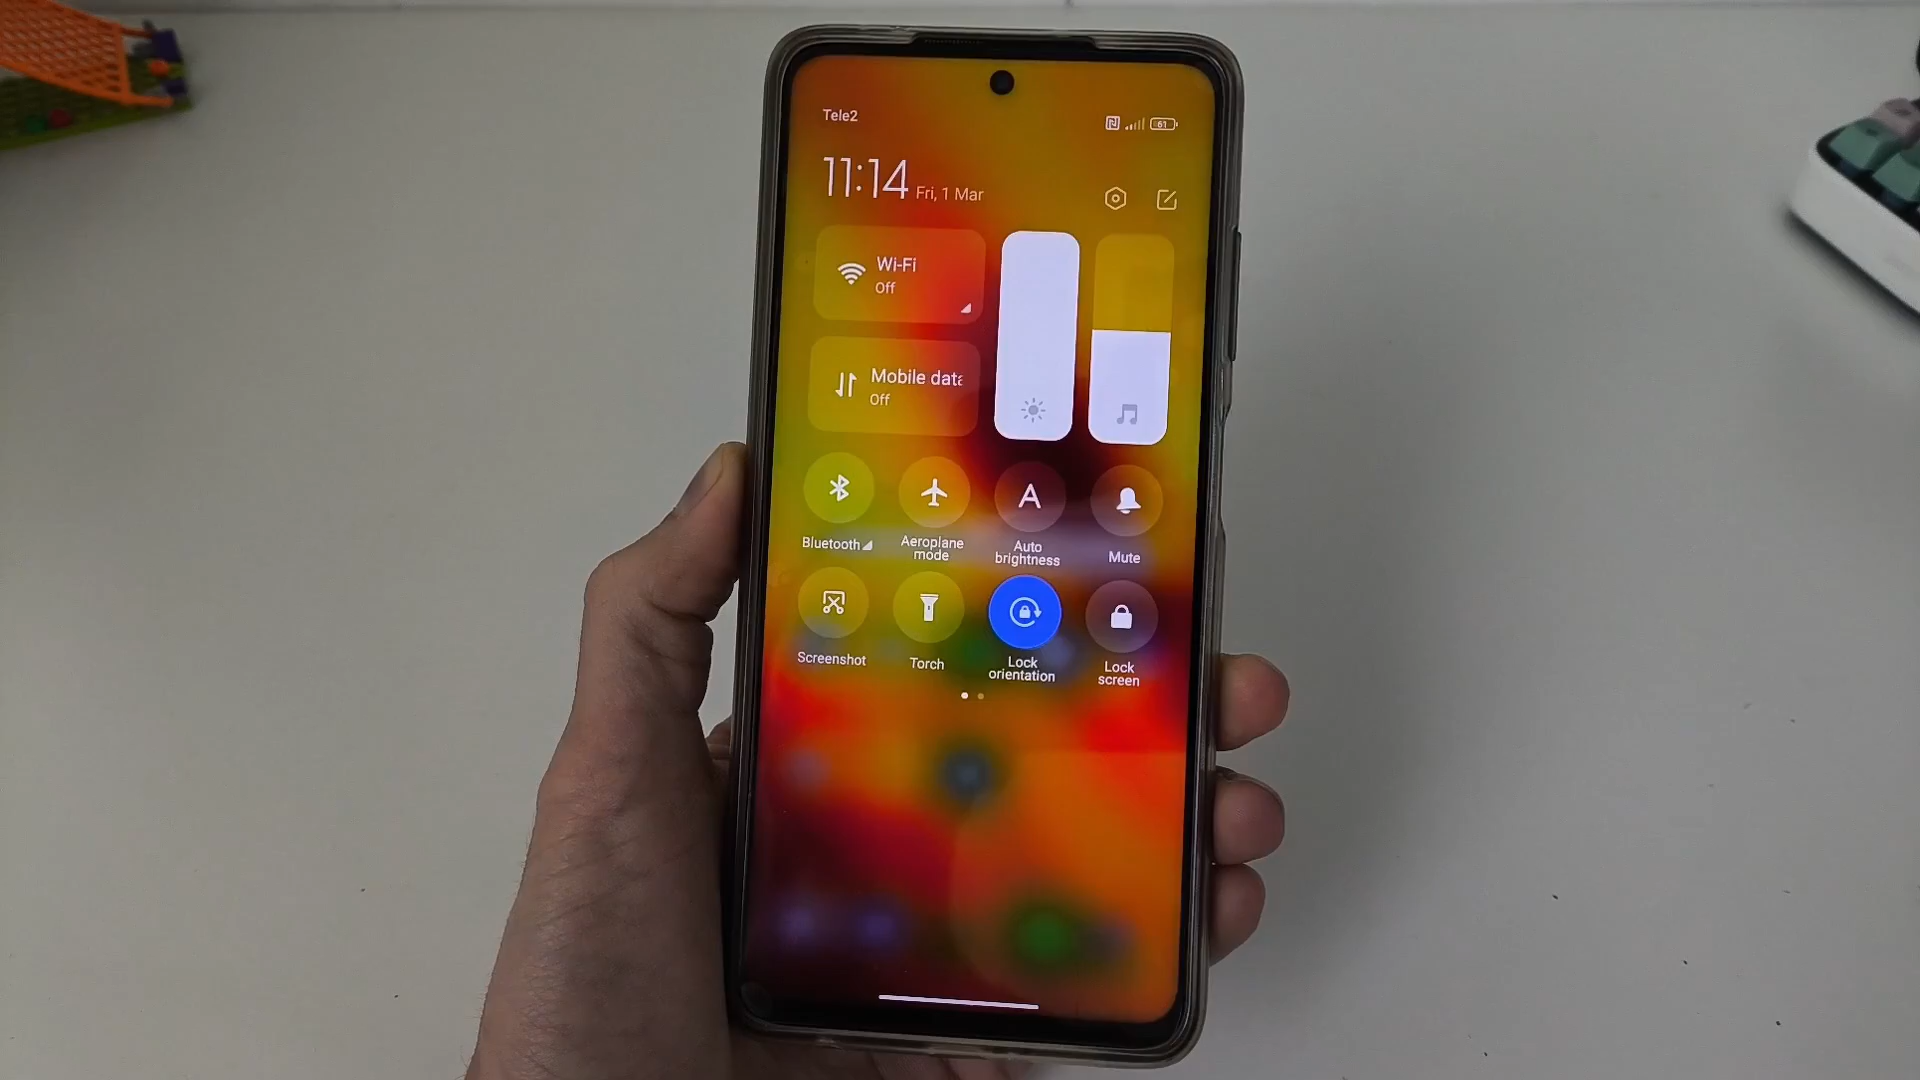 Tele2
61
11:14 Fri, 1 Mar
Wi-Fi
Off
Mobile data
Off
Bluetooth
Aeroplane
mode
A
Auto
brightness
Mute
Screenshot
Torch
Lock
orientation
Lock
screen